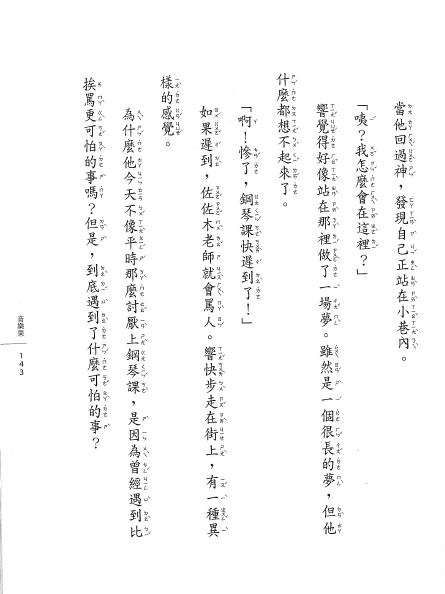 當他回過神，發現自己正站在小巷內。
「咦？我怎麼會在這裡？」
響覺得好像站在那裡做了一場夢。雖然是一個很長的夢，但他
什麼都想不起來了。
「啊！慘了，鋼琴課快遲到了！」
如果遲到，佐佐木老師就會罵人。響快步走在街上，有一種異
樣的感覺。
為什麼他今天不像平時那麼討厭上鋼琴課，是因為曾經遇到比
挨罵更可怕的事嗎？但是，到底遇到了什麼可怕的事？
音樂果
143